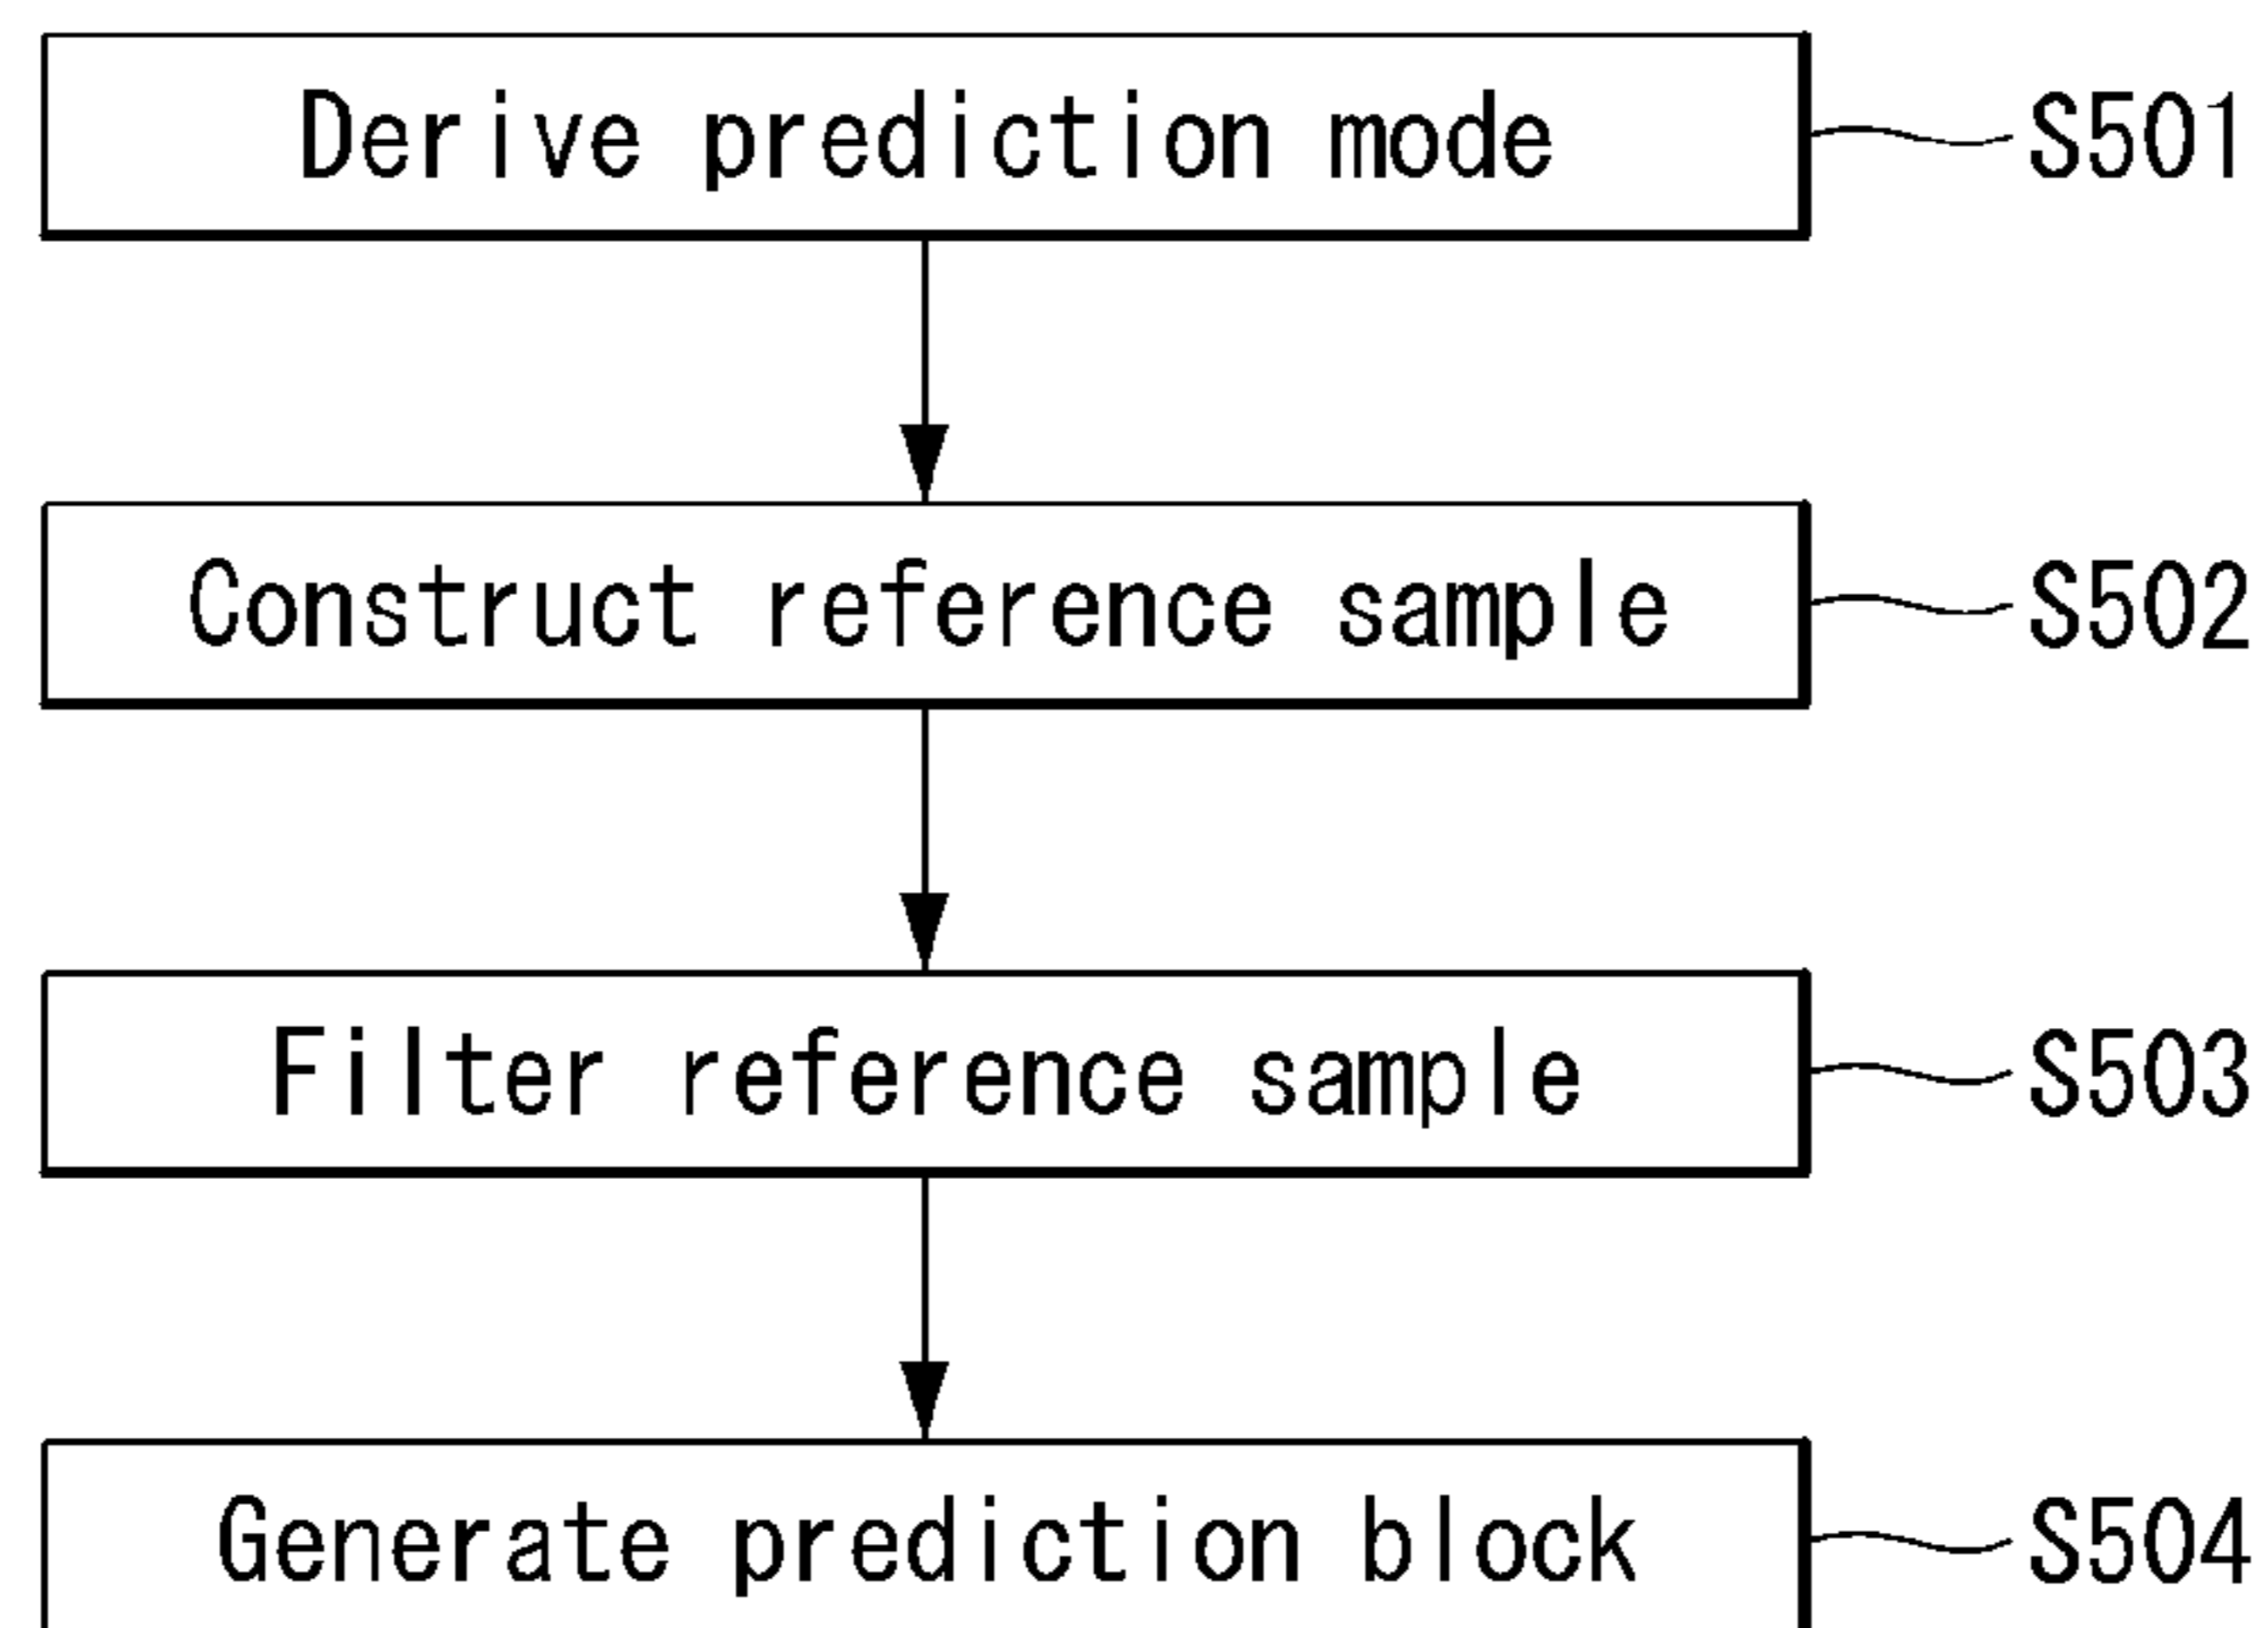 Derive prediction mode S501
Construct reference sample S502
Filter reference sample S503
Generate prediction block S504